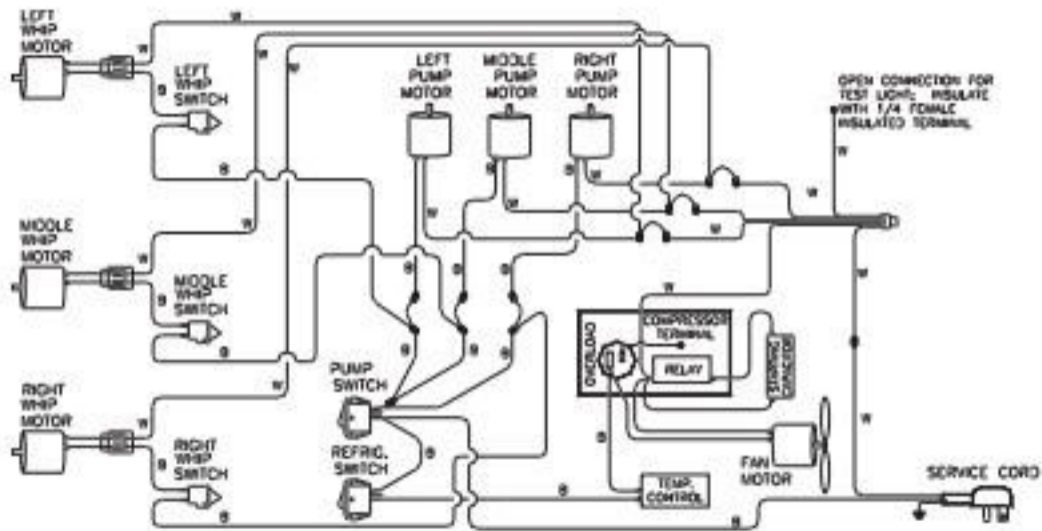 LEFT
WHIP
MOTOR
W
B
LEFT
WHIP
SWITCH
W
W
W
LEFT
PUMP
MOTOR
MIDDLE
PUMP
MOTOR
RIGHT
PUMP
MOTOR
OPEN CONNECTION FOR
TEST LIGHT; INSULATE
WITH 1/4 FEMALE
INSULATED TERMINAL
W
B
B
B
B
W
W
W
W
W
W
MIDDLE
WHIP
MOTOR
W
W
B
MIDDLE
WHIP
SWITCH
B
B
B
B
W
W
COMPRESSOR
TERMINAL
OVERLOAD
RELAY
STARTING
CAPACITOR
B
B
B
B
PUMP
SWITCH
RIGHT
WHIP
MOTOR
W
W
B
RIGHT
WHIP
SWITCH
B
REFRIG.
SWITCH
B
B
B
TEMP.
CONTROL
FAN
MOTOR
W
SERVICE CORD
B